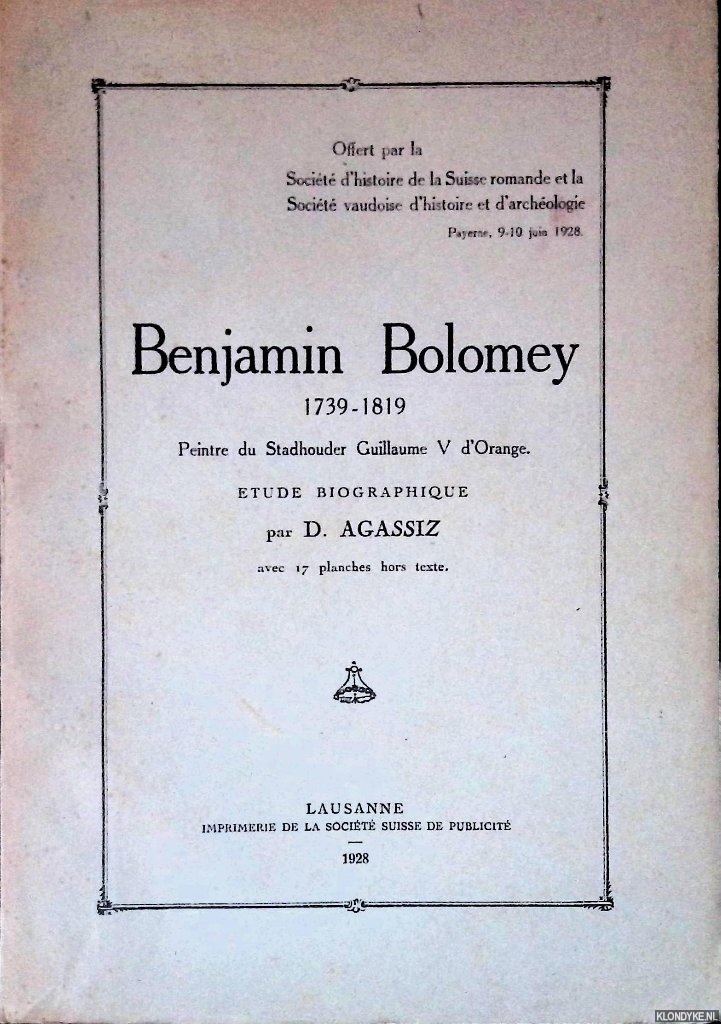 Offert par la
Société d'histoire de la Suisse romande et la
Société vaudoise d'histoire et d'archéologie
Payerne, 9-10 juin 1928.
Benjamin Bolomey
1739-1819
Peintre du Stadhouder Guillaume V d'Orange.
ETUDE BIOGRAPHIQUE
par D. AGASSIZ
avec 17 planches hors texte.
LAUSANNE
IMPRIMERIE DE LA SOCIÉTÉ SUISSE DE PUBLICITÉ
1928
KLONDYKE.NL